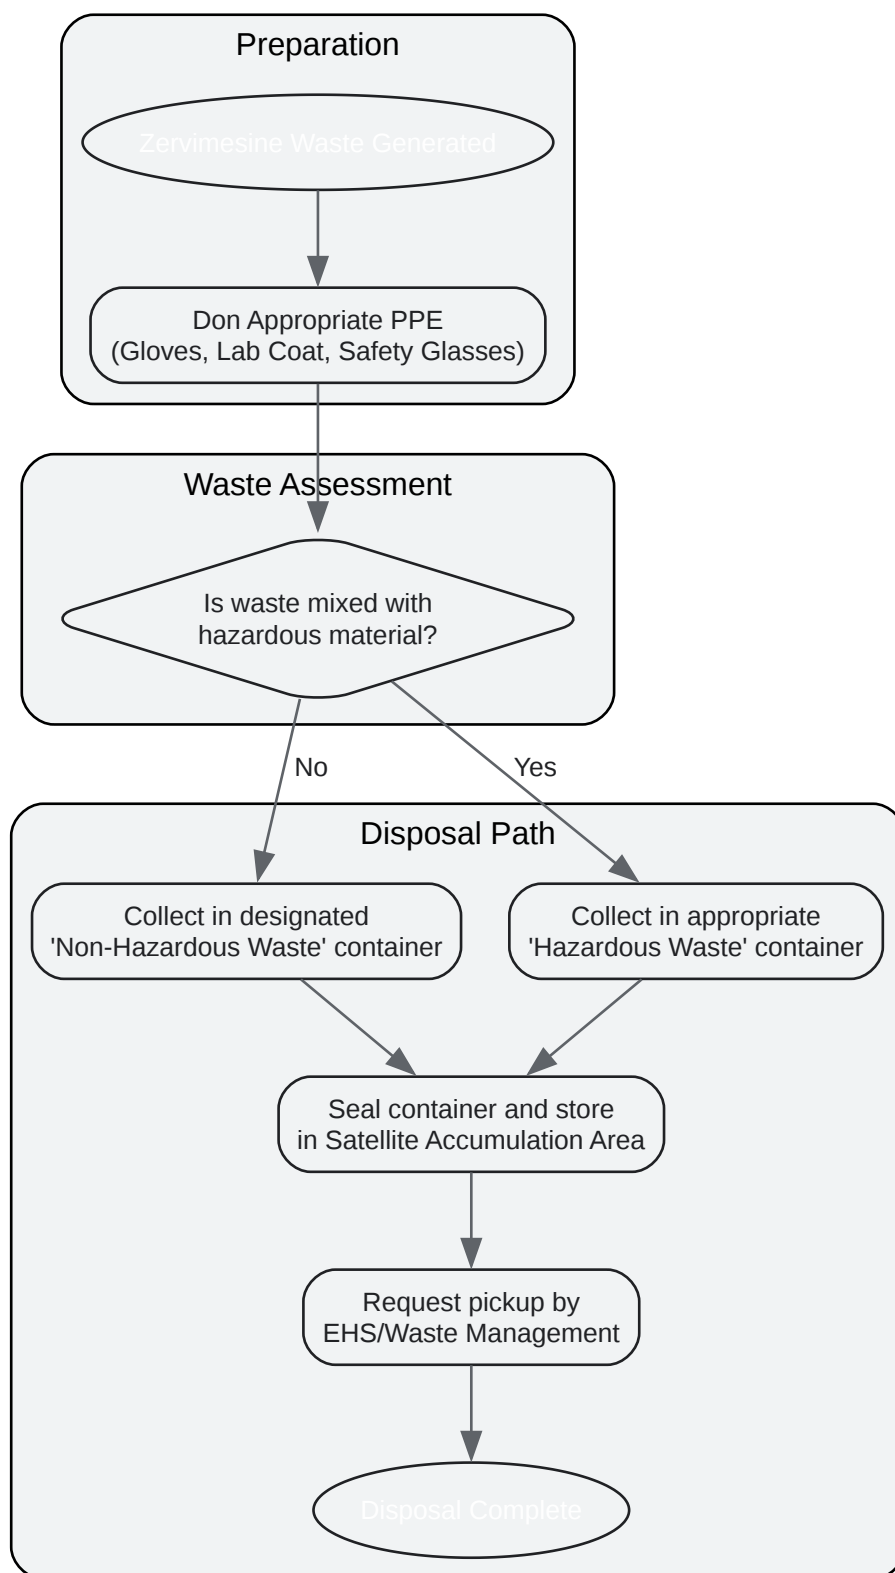 Preparation
Zervimesine Waste Generated
Don Appropriate PPE
(Gloves, Lab Coat, Safety Glasses)
Waste Assessment
Is waste mixed with
hazardous material?
No
Yes
Disposal Path
Collect in designated
'Non-Hazardous Waste' container
Collect in appropriate
'Hazardous Waste' container
Seal container and store
in Satellite Accumulation Area
Request pickup by
EHS/Waste Management
Disposal Complete